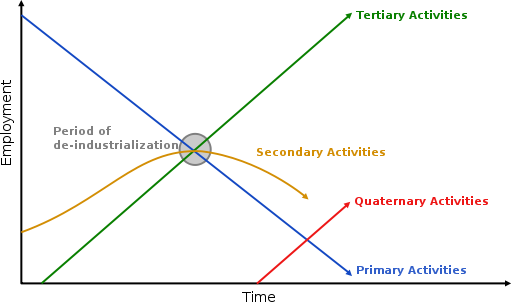 Tertiary Activities
Employment
Period of
de-industrialization
Secondary Activities
Quaternary Activities
Primary Activities
Time